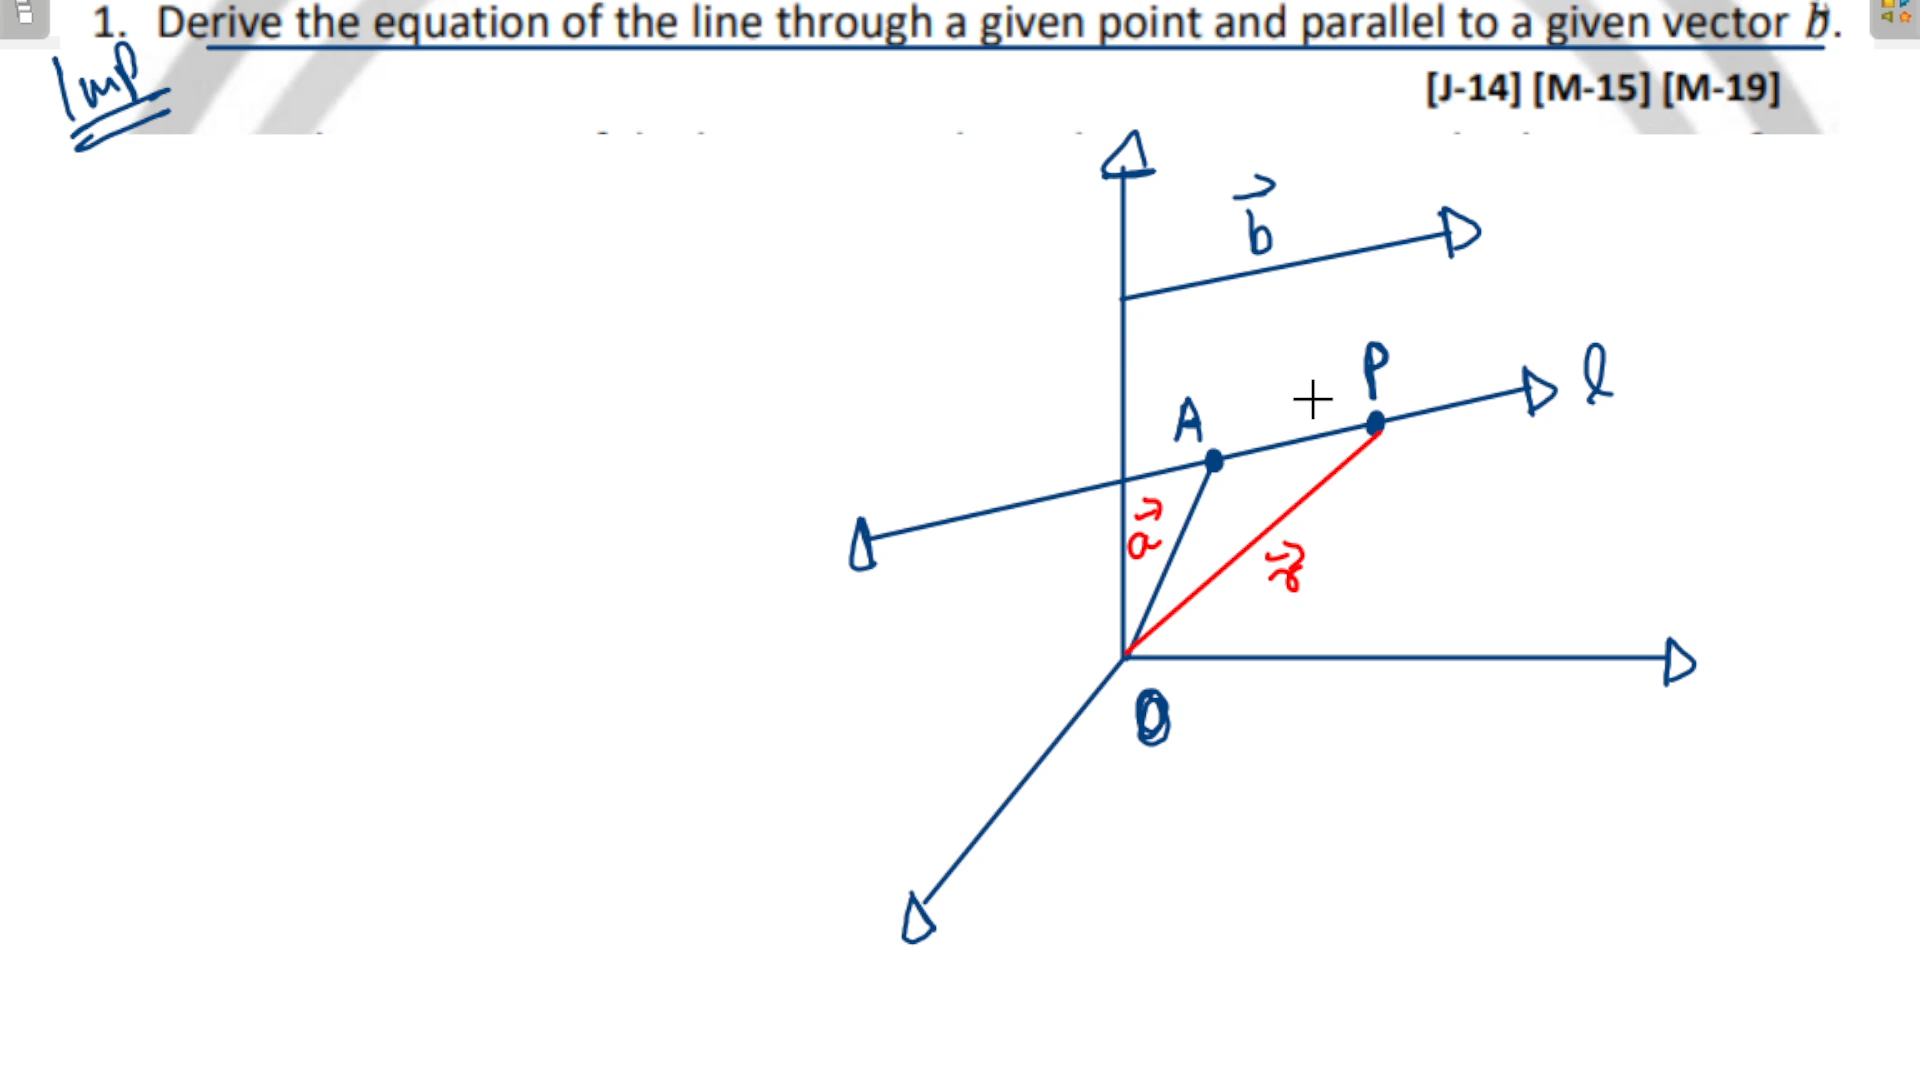 1. Derive the equation of the line through a given point and parallel to a given vector b⃗.
Imp
[J-14] [M-15] [M-19]
b⃗
P
l
A
a⃗
r⃗
O